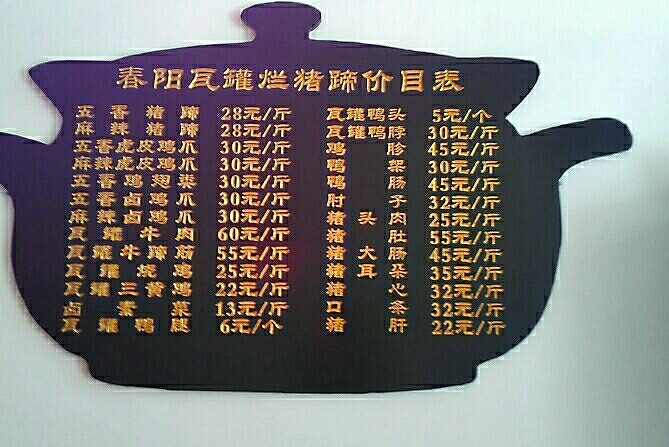 春阳瓦罐烂猪蹄价目表
五香猪蹄 28元/斤
麻辣猪蹄 28元/斤
五香虎皮鸡爪 30元/斤
麻辣虎皮鸡爪 30元/斤
五香鸡翅类 30元/斤
五香卤鸡爪 30元/斤
麻辣卤鸡爪 30元/斤
瓦罐牛肉 60元/斤
瓦罐牛蹄筋 55元/斤
瓦罐烧鸡 25元/斤
瓦罐三黄鸡 22元/斤
卤素菜 13元/斤
瓦罐鸭腿 6元/个
瓦罐鸭头 5元/个
瓦罐鸭脖 30元/斤
鸡胗 45元/斤
鸭架 30元/斤
鸭肠 45元/斤
肘子 32元/斤
猪头肉 25元/斤
猪肚 55元/斤
猪大肠 45元/斤
猪耳朵 35元/斤
猪心 32元/斤
口条 32元/斤
猪肝 22元/斤